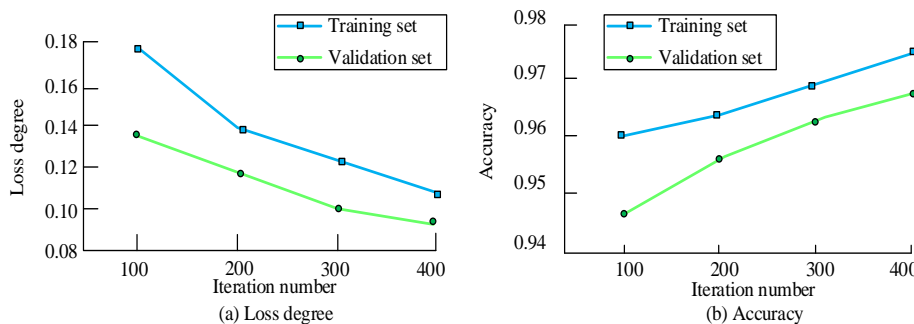 0.18
0.16
0.14
0.12
0.10
0.08
Loss degree
Training set
Validation set
100
200
300
400
Iteration number
(a) Loss degree
0.98
0.97
0.96
0.95
0.94
Accuracy
Training set
Validation set
100
200
300
400
Iteration number
(b) Accuracy